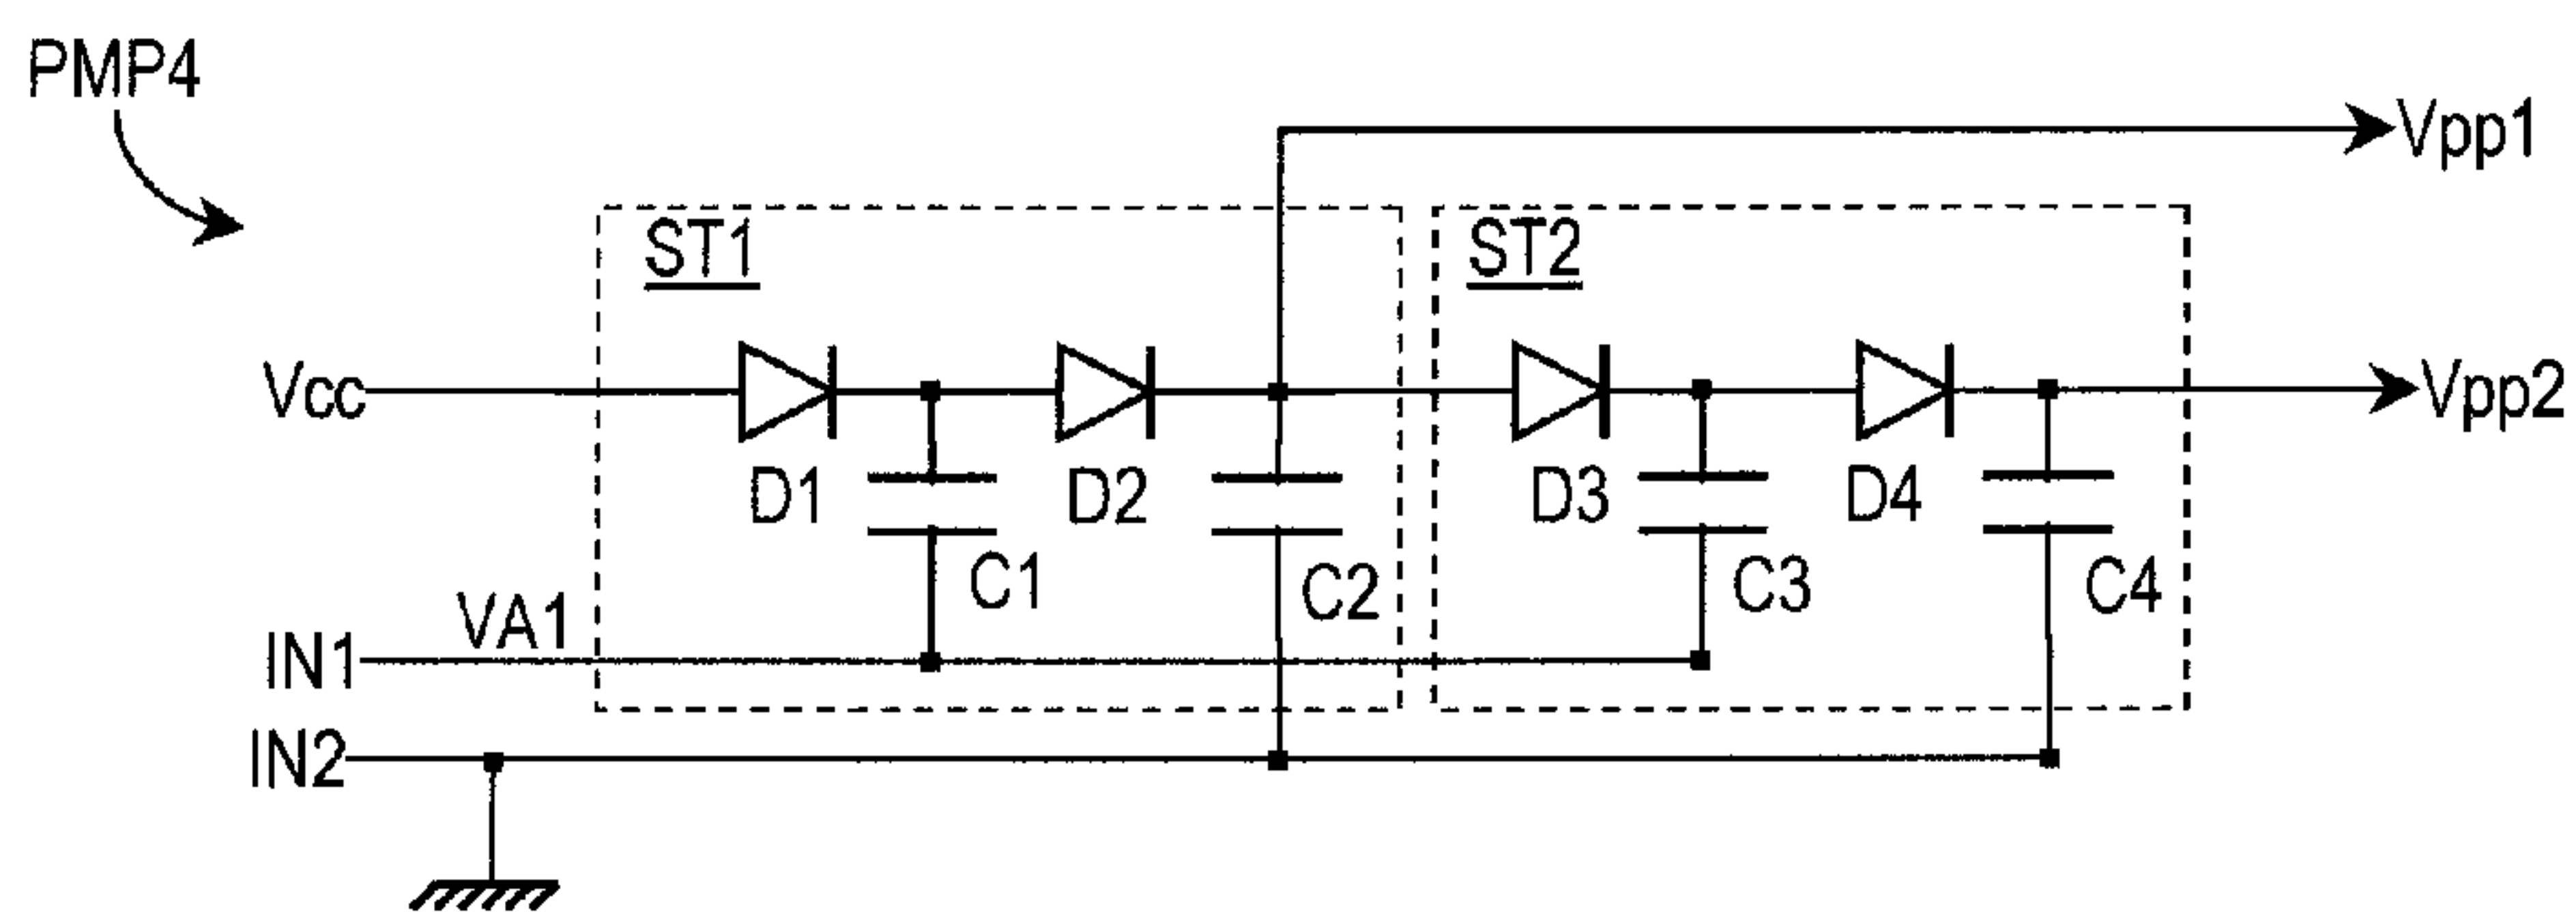 PMP4
Vpp1
ST1
ST2
Vcc
Vpp2
D1
D2
D3
D4
C1
C2
C3
C4
VA1
IN1
IN2